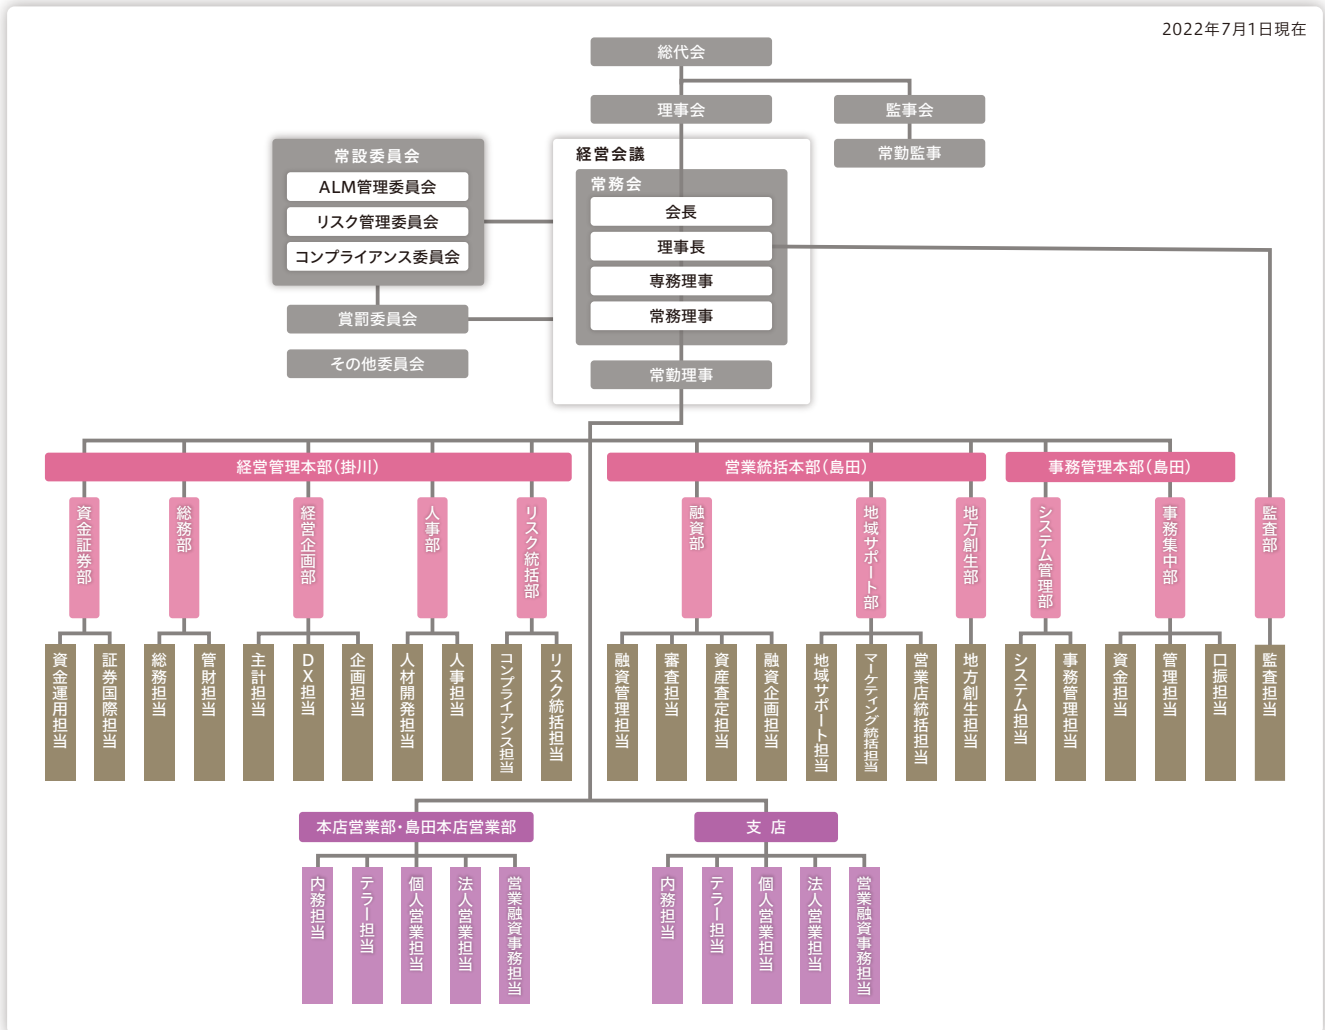 2022年7月1日現在
総代会
理事会
監事会
常勤監事
常設委員会
ALM管理委員会
リスク管理委員会
コンプライアンス委員会
賞罰委員会
その他委員会
経営会議
常務会
会長
理事長
専務理事
常務理事
常勤理事
経営管理本部(掛川)
営業統括本部(島田)
事務管理本部(島田)
資金証券部
総務部
経営企画部
人事部
リスク統括部
融資部
地域サポート部
地方創生部
システム管理部
事務集中部
監査部
資金運用担当
証券国際担当
総務担当
管財担当
主計担当
DX担当
企画担当
人材開発担当
人事担当
コンプライアンス担当
リスク統括担当
融資管理担当
審査担当
資産査定担当
融資企画担当
地域サポート担当
マーケティング統括担当
営業店統括担当
地方創生担当
システム担当
事務管理担当
資金担当
管理担当
口振担当
監査担当
本店営業部・島田本店営業部
支 店
内務担当
テラー担当
個人営業担当
法人営業担当
営業融資事務担当
内務担当
テラー担当
個人営業担当
法人営業担当
営業融資事務担当